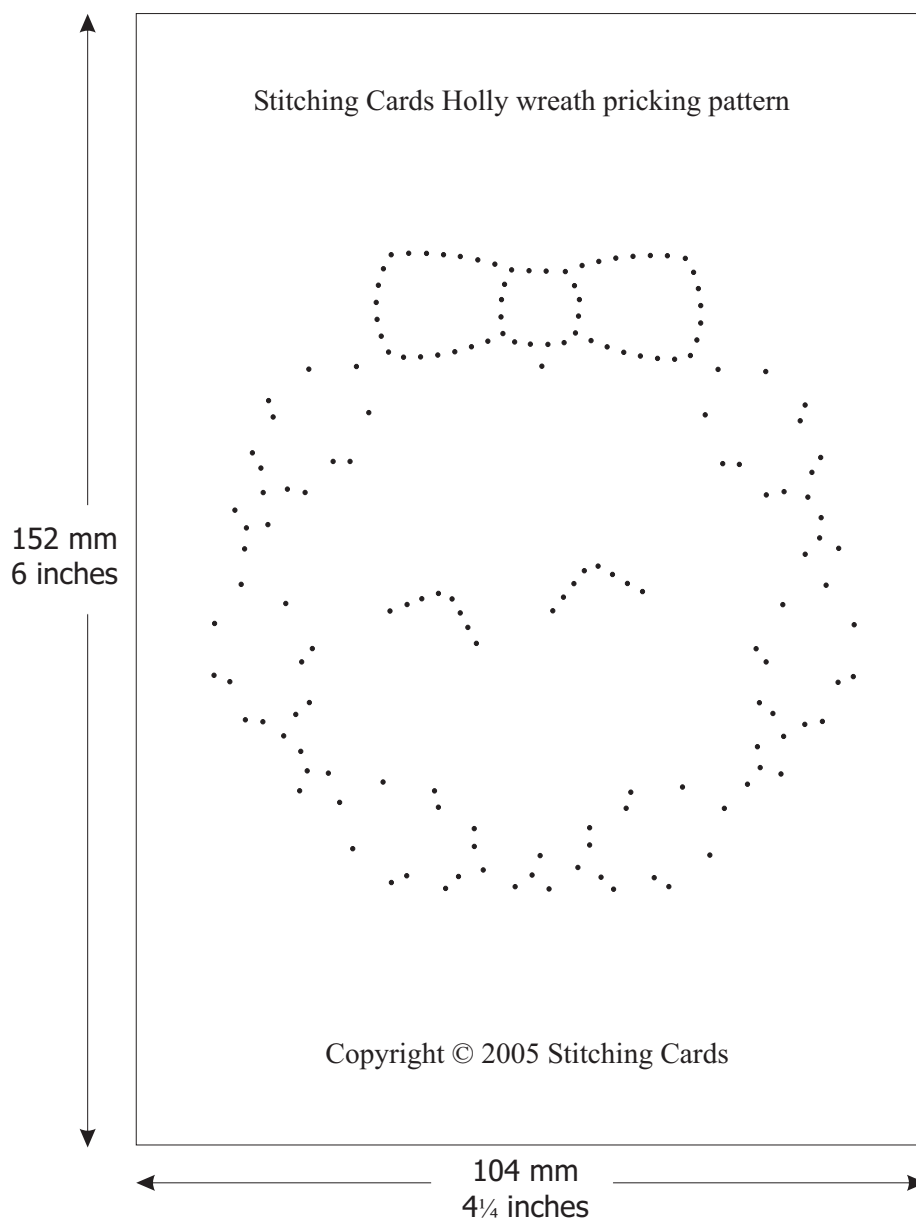 Stitching Cards Holly wreath pricking pattern
152 mm
6 inches
Copyright © 2005 Stitching Cards
104 mm
4¼ inches